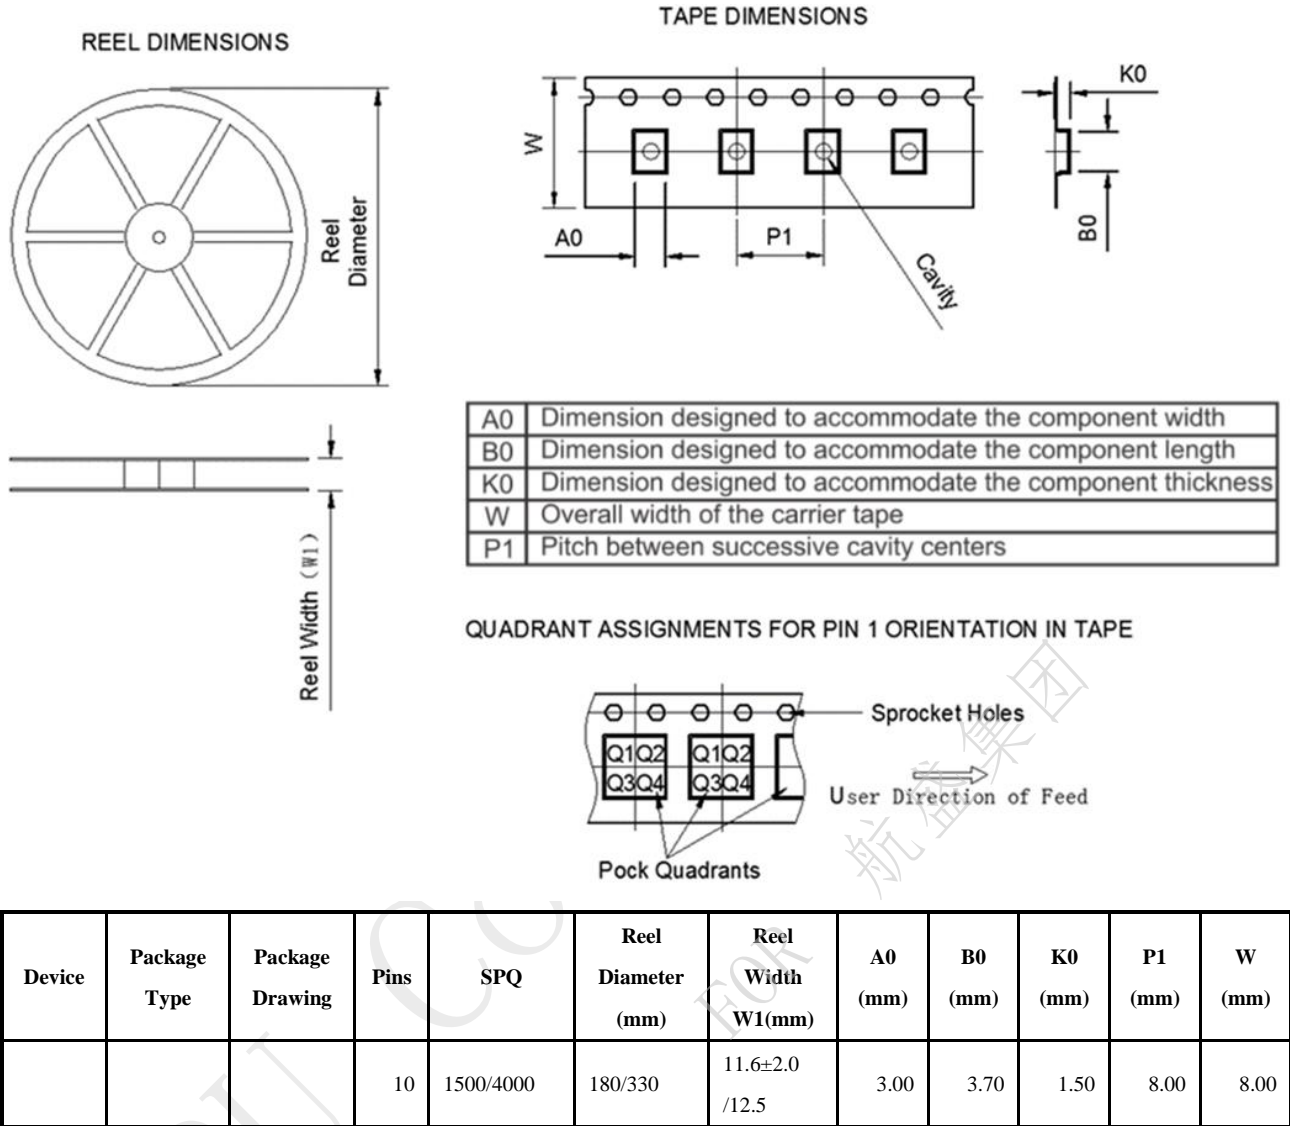 REEL DIMENSIONS
Reel
Diameter
Reel Width (W1)
TAPE DIMENSIONS
W
A0
P1
Cavity
K0
B0
A0 Dimension designed to accommodate the component width
B0 Dimension designed to accommodate the component length
K0 Dimension designed to accommodate the component thickness
W Overall width of the carrier tape
P1 Pitch between successive cavity centers
QUADRANT ASSIGNMENTS FOR PIN 1 ORIENTATION IN TAPE
Q1 Q2 Q1 Q2
Q3 Q4 Q3 Q4
Sprocket Holes
User Direction of Feed
Pock Quadrants
航盛集团
FOR
Device Package Type Package Drawing Pins SPQ Reel Diameter (mm) Reel Width W1(mm) A0 (mm) B0 (mm) K0 (mm) P1 (mm) W (mm)
10 1500/4000 180/330 11.6±2.0 /12.5 3.00 3.70 1.50 8.00 8.00